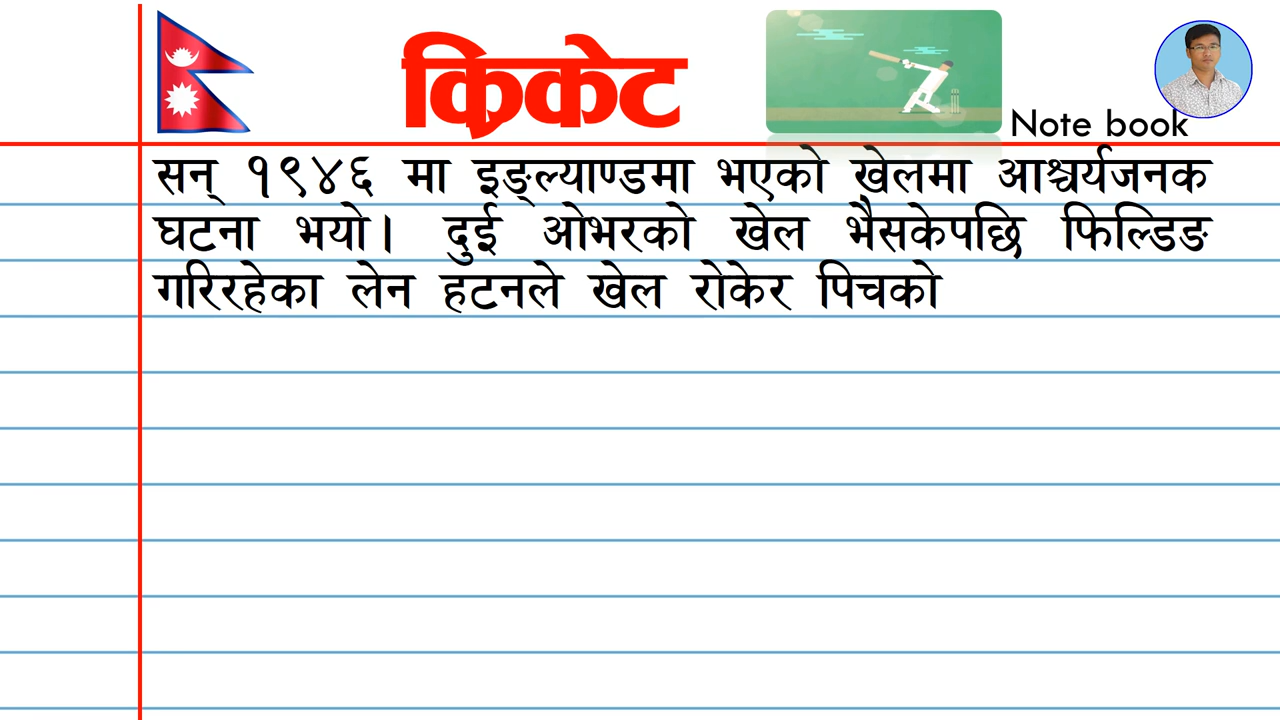 क्रिकेट
Note book
सन् १९४६ मा इङ्ल्याण्डमा भएको खेलमा आश्चर्यजनक
घटना भयो। दुई ओभरको खेल भैसकेपछि फिल्डिङ
गरिरहेका लेन हटनले खेल रोकेर पिचको